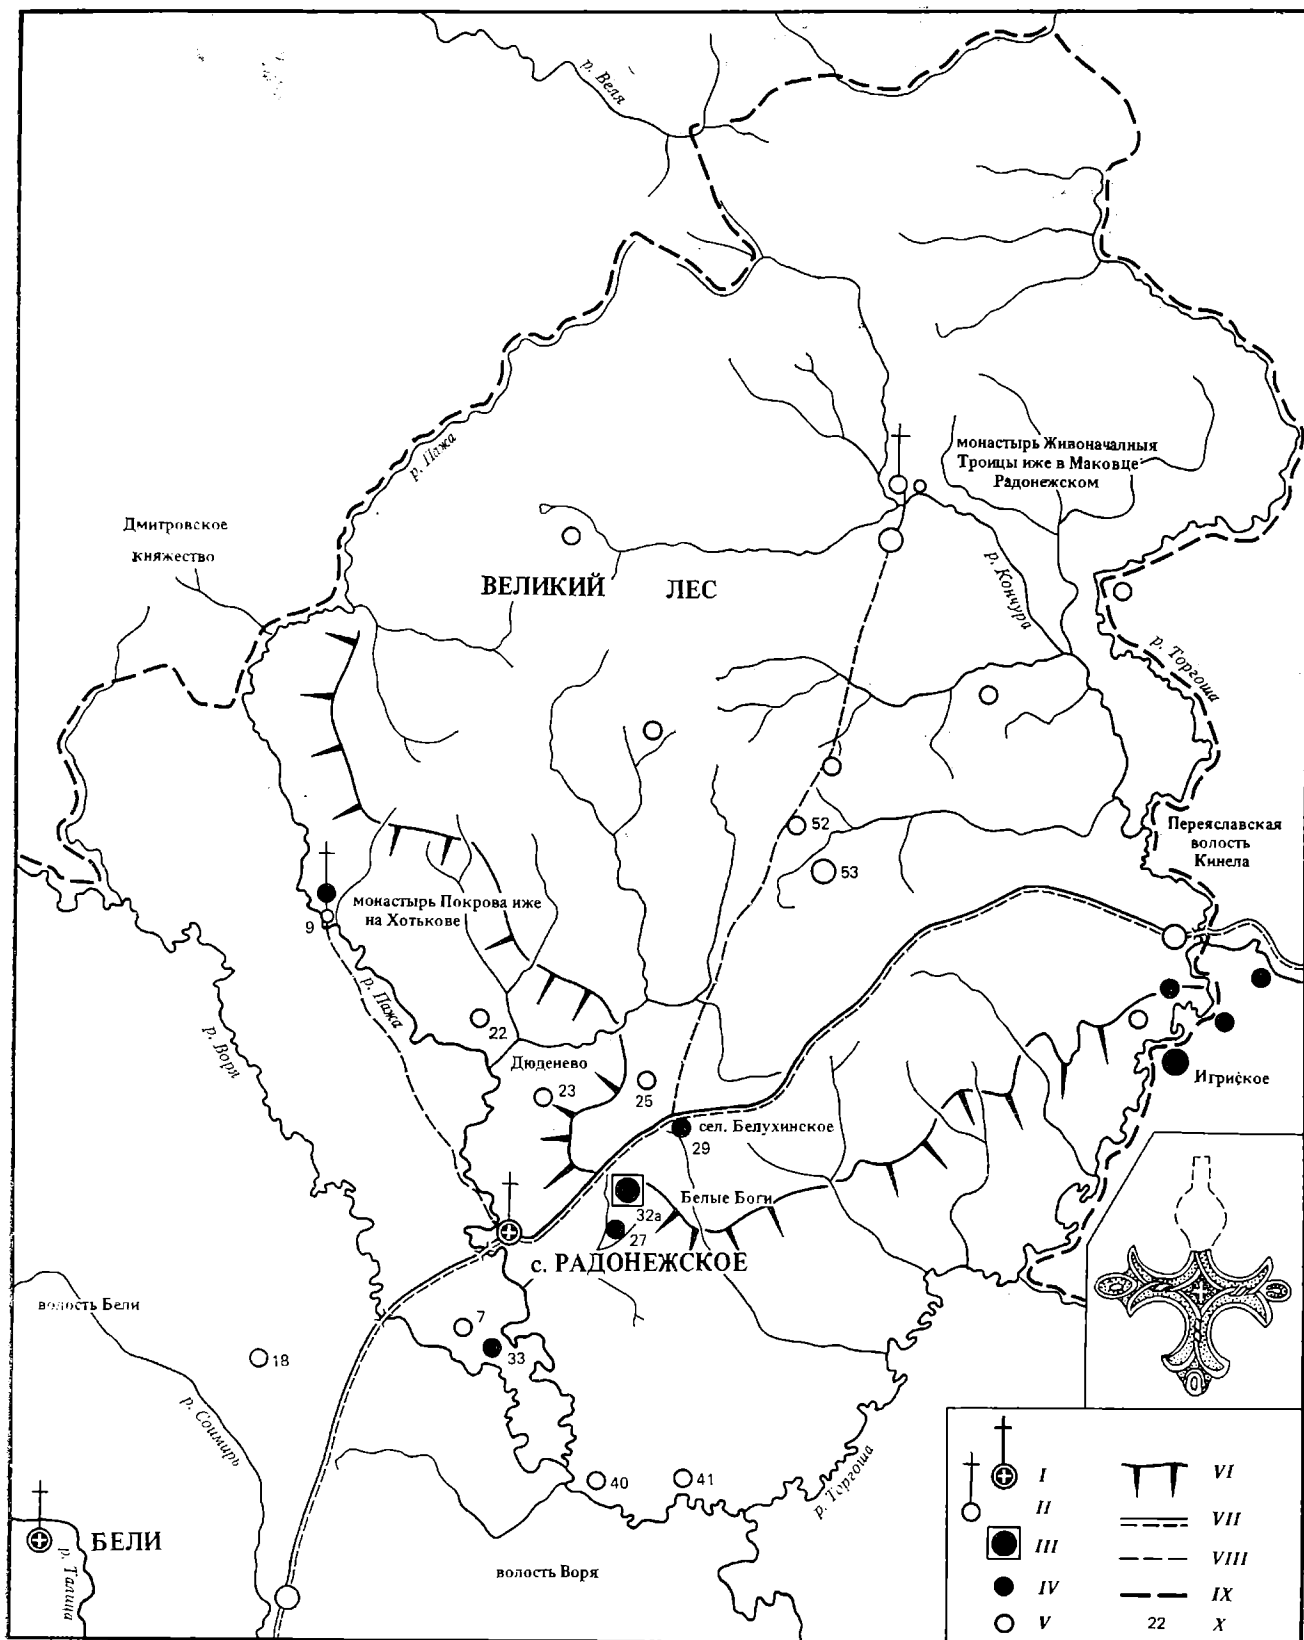 р. Веля
р. Пажа
монастырь Живоначалныя
Троицы иже в Маковце
Радонежском
Дмитровское
княжество
р. Кончура
ВЕЛИКИЙ ЛЕС
р. Торгоша
52
Переяславская
волость
Кинела
53
монастырь Покрова иже
на Хотькове
9
р. Пажа
22
р. Воря
Дюденево
23
25
Игриское
сел. Белухинское
29
Белые Боги
32а
27
с. РАДОНЕЖСКОЕ
волость Бели
7
33
18
р. Соимирь
40
41
р. Торгоша
БЕЛИ
р. Талица
волость Воря
I
II
III
IV
V
VI
VII
VIII
IX
22 X